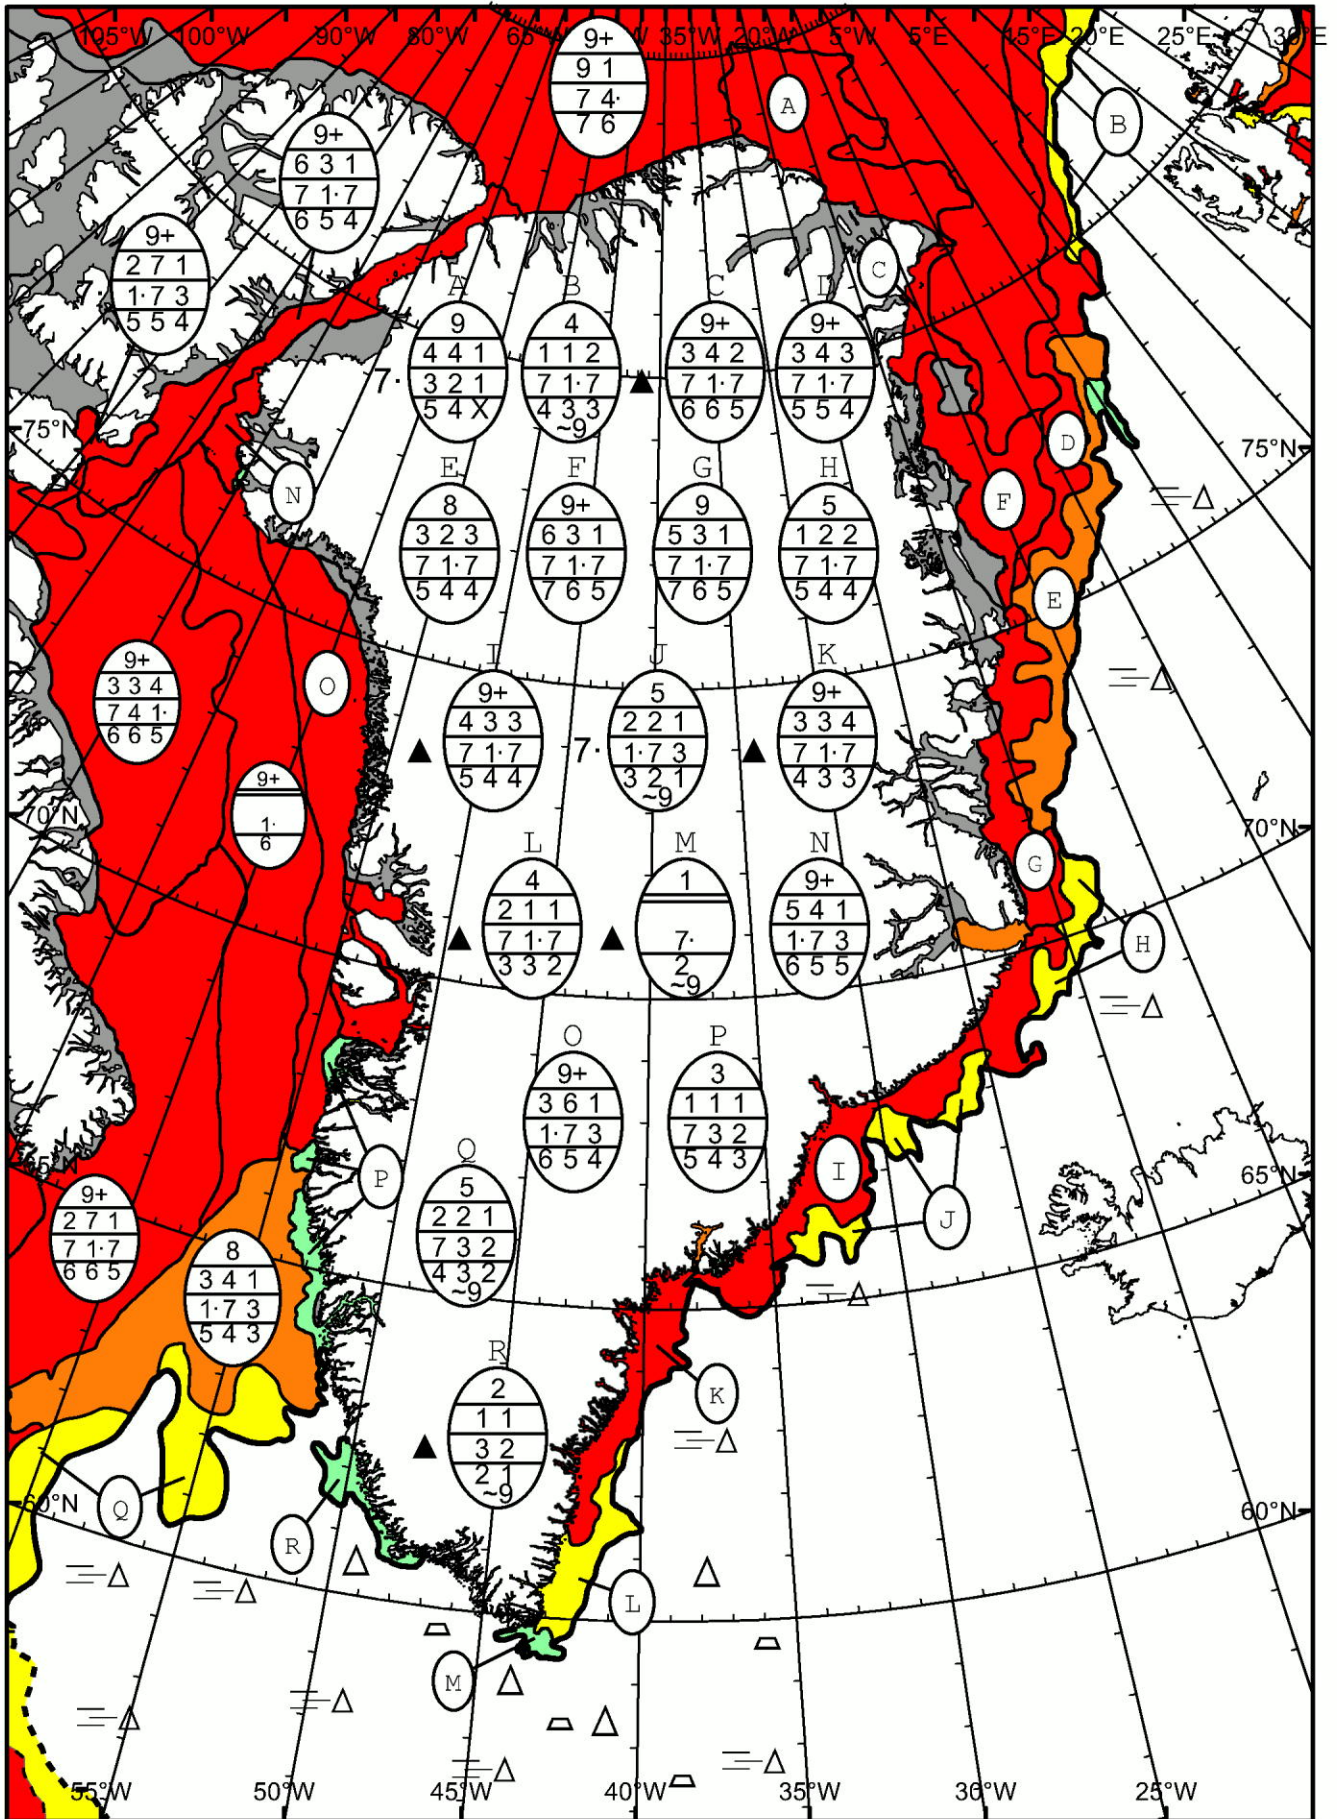 105°W 100°W 90°W 80°W 65° 35°W 20°W 5°W 5°E 15°E 20°E 25°E 30°E
9+
9 1
7 4·
7 6
A
B
9+
6 3 1
7 1·7
6 5 4
9+
2 7 1
7· 1·7 3
5 5 4
C
A B C D
9 4 9+ 9+
4 4 1 1 1 2 3 4 2 3 4 3
7· 3 2 1 7 1·7 ▲ 7 1·7 7 1·7
5 4 X 4 3 3 6 6 5 5 5 4
~9
75°N D 75°N
E F G H
N F
8 9+ 9 5
3 2 3 6 3 1 5 3 1 1 2 2
7 1·7 7 1·7 7 1·7 7 1·7
5 4 4 7 6 5 7 6 5 5 4 4
E
I J K
9+
3 3 4
7 4 1·
6 6 5
O
9+ 5 9+
4 3 3 2 2 1 3 3 4
▲ 7 1·7 7· 1·7 3 ▲ 7 1·7
5 4 4 3 2 1 4 3 3
~9
9+
1·
6
70°N 70°N
L M N
G
4 1 9+
2 1 1 5 4 1
▲ 7 1·7 ▲ 7· 1·7 3
3 3 2 2 6 5 5
~9
H
O P
9+ 3
3 6 1 1 1 1
1·7 3 7 3 2
6 5 4 5 4 3
65°N I 65°N
Q
P
J
9+
2 7 1
7 1·7
6 6 5
5
2 2 1
7 3 2
4 3 2
~9
8
3 4 1
1·7 3
5 4 3
R
K
2
1 1
▲ 3 2
2 1
~9
60°N Q 60°N
R
L
M
55°W 50°W 45°W 40°W 35°W 30°W 25°W